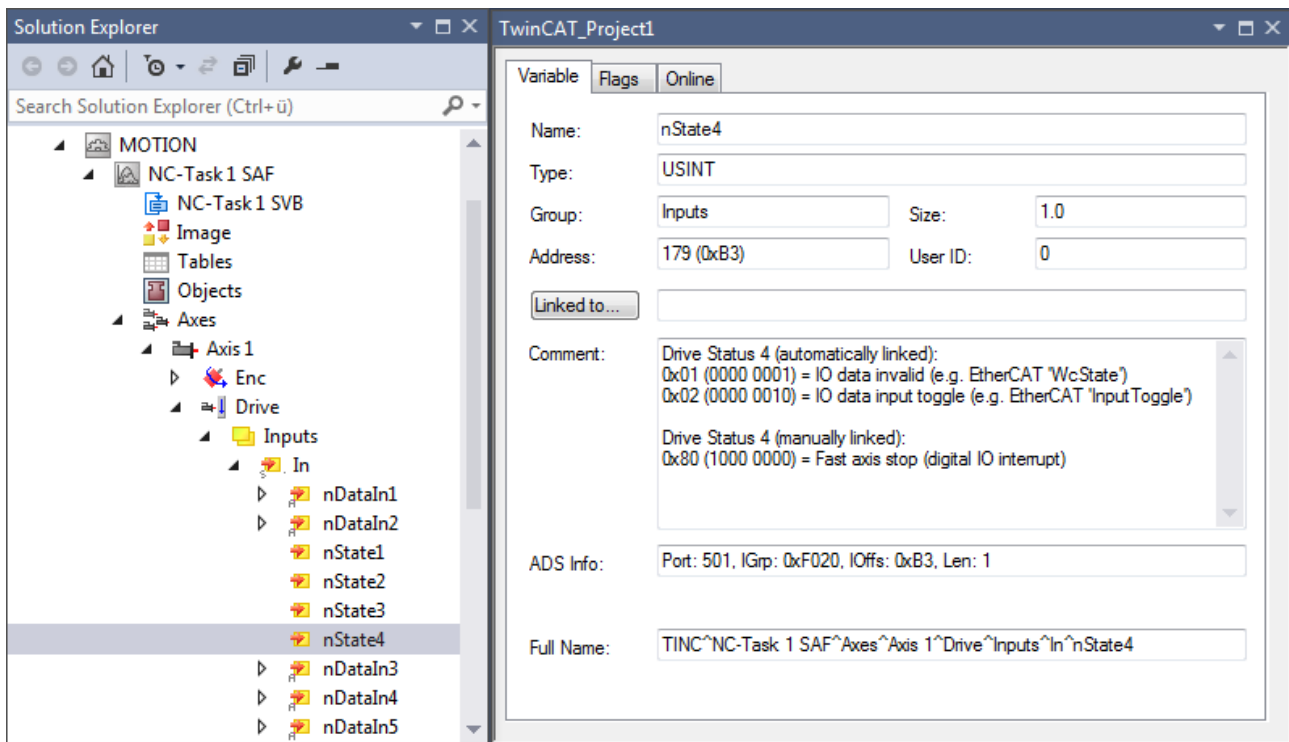 Solution Explorer
Search Solution Explorer (Ctrl+ü)
MOTION
NC-Task 1 SAF
NC-Task 1 SVB
Image
Tables
Objects
Axes
Axis 1
Enc
Drive
Inputs
In
nDataIn1
nDataIn2
nState1
nState2
nState3
nState4
nDataIn3
nDataIn4
nDataIn5
TwinCAT_Project1
Variable Flags Online
Name: nState4
Type: USINT
Group: Inputs Size: 1.0
Address: 179 (0xB3) User ID: 0
Linked to...
Comment: Drive Status 4 (automatically linked):
0x01 (0000 0001) = IO data invalid (e.g. EtherCAT 'WcState')
0x02 (0000 0010) = IO data input toggle (e.g. EtherCAT 'InputToggle')
Drive Status 4 (manually linked):
0x80 (1000 0000) = Fast axis stop (digital IO interrupt)
ADS Info: Port: 501, IGrp: 0xF020, IOffs: 0xB3, Len: 1
Full Name: TINC^NC-Task 1 SAF^Axes^Axis 1^Drive^Inputs^In^nState4